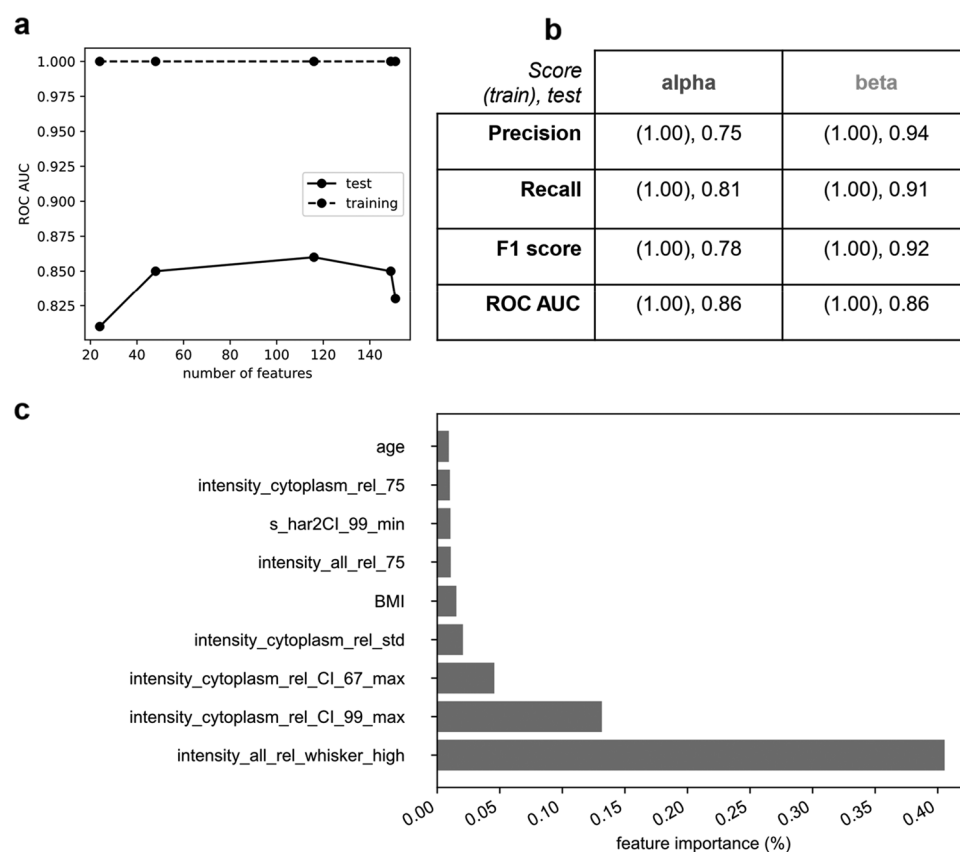 a
1.000
0.975
0.950
0.925
0.900
0.875
0.850
0.825
ROC AUC
test
training
20 40 60 80 100 120 140
number of features
b
Score
(train), test
alpha
beta
Precision (1.00), 0.75 (1.00), 0.94
Recall (1.00), 0.81 (1.00), 0.91
F1 score (1.00), 0.78 (1.00), 0.92
ROC AUC (1.00), 0.86 (1.00), 0.86
c
age
intensity_cytoplasm_rel_75
s_har2CI_99_min
intensity_all_rel_75
BMI
intensity_cytoplasm_rel_std
intensity_cytoplasm_rel_CI_67_max
intensity_cytoplasm_rel_CI_99_max
intensity_all_rel_whisker_high
0.00 0.05 0.10 0.15 0.20 0.25 0.30 0.35 0.40
feature importance (%)